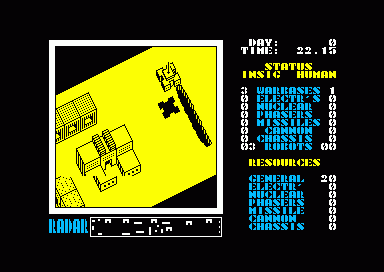 DAY: 0
TIME: 22.15
STATUS
INSIG HUMAN
3 WARBASES 1
0 ELECTR'S 0
0 NUCLEAR 0
0 PHASERS 0
0 MISSILES 0
0 CANNON 0
0 CHASSIS 0
03 ROBOTS 00
RESOURCES
GENERAL 20
ELECTR' 0
NUCLEAR 0
PHASERS 0
MISSILE 0
CANNON 0
CHASSIS 0
RADAR